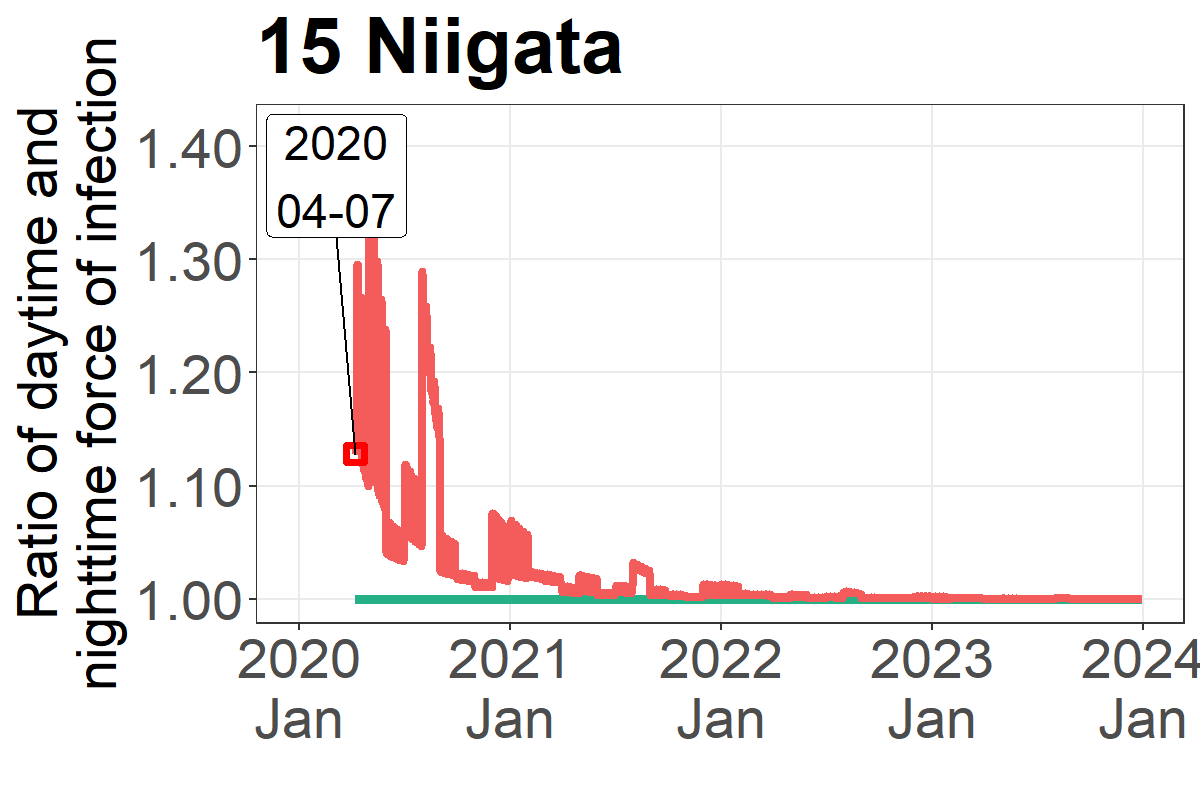 15 Niigata
Ratio of daytime and
nighttime force of infection
1.40
1.30
1.20
1.10
1.00
2020
04-07
2020
Jan
2021
Jan
2022
Jan
2023
Jan
2024
Jan